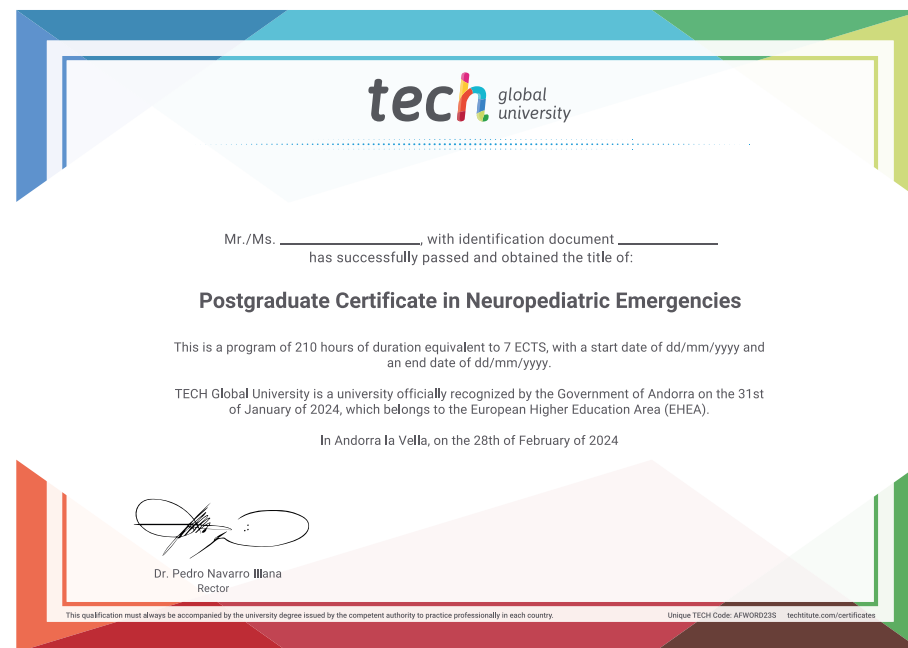 tech global university
Mr./Ms. ____________, with identification document ____________
has successfully passed and obtained the title of:
Postgraduate Certificate in Neuropediatric Emergencies
This is a program of 210 hours of duration equivalent to 7 ECTS, with a start date of dd/mm/yyyy and
an end date of dd/mm/yyyy.
TECH Global University is a university officially recognized by the Government of Andorra on the 31st
of January of 2024, which belongs to the European Higher Education Area (EHEA).
In Andorra la Vella, on the 28th of February of 2024
Dr. Pedro Navarro Illana
Rector
This qualification must always be accompanied by the university degree issued by the competent authority to practice professionally in each country.
Unique TECH Code: AFWORD23S techtitute.com/certificates